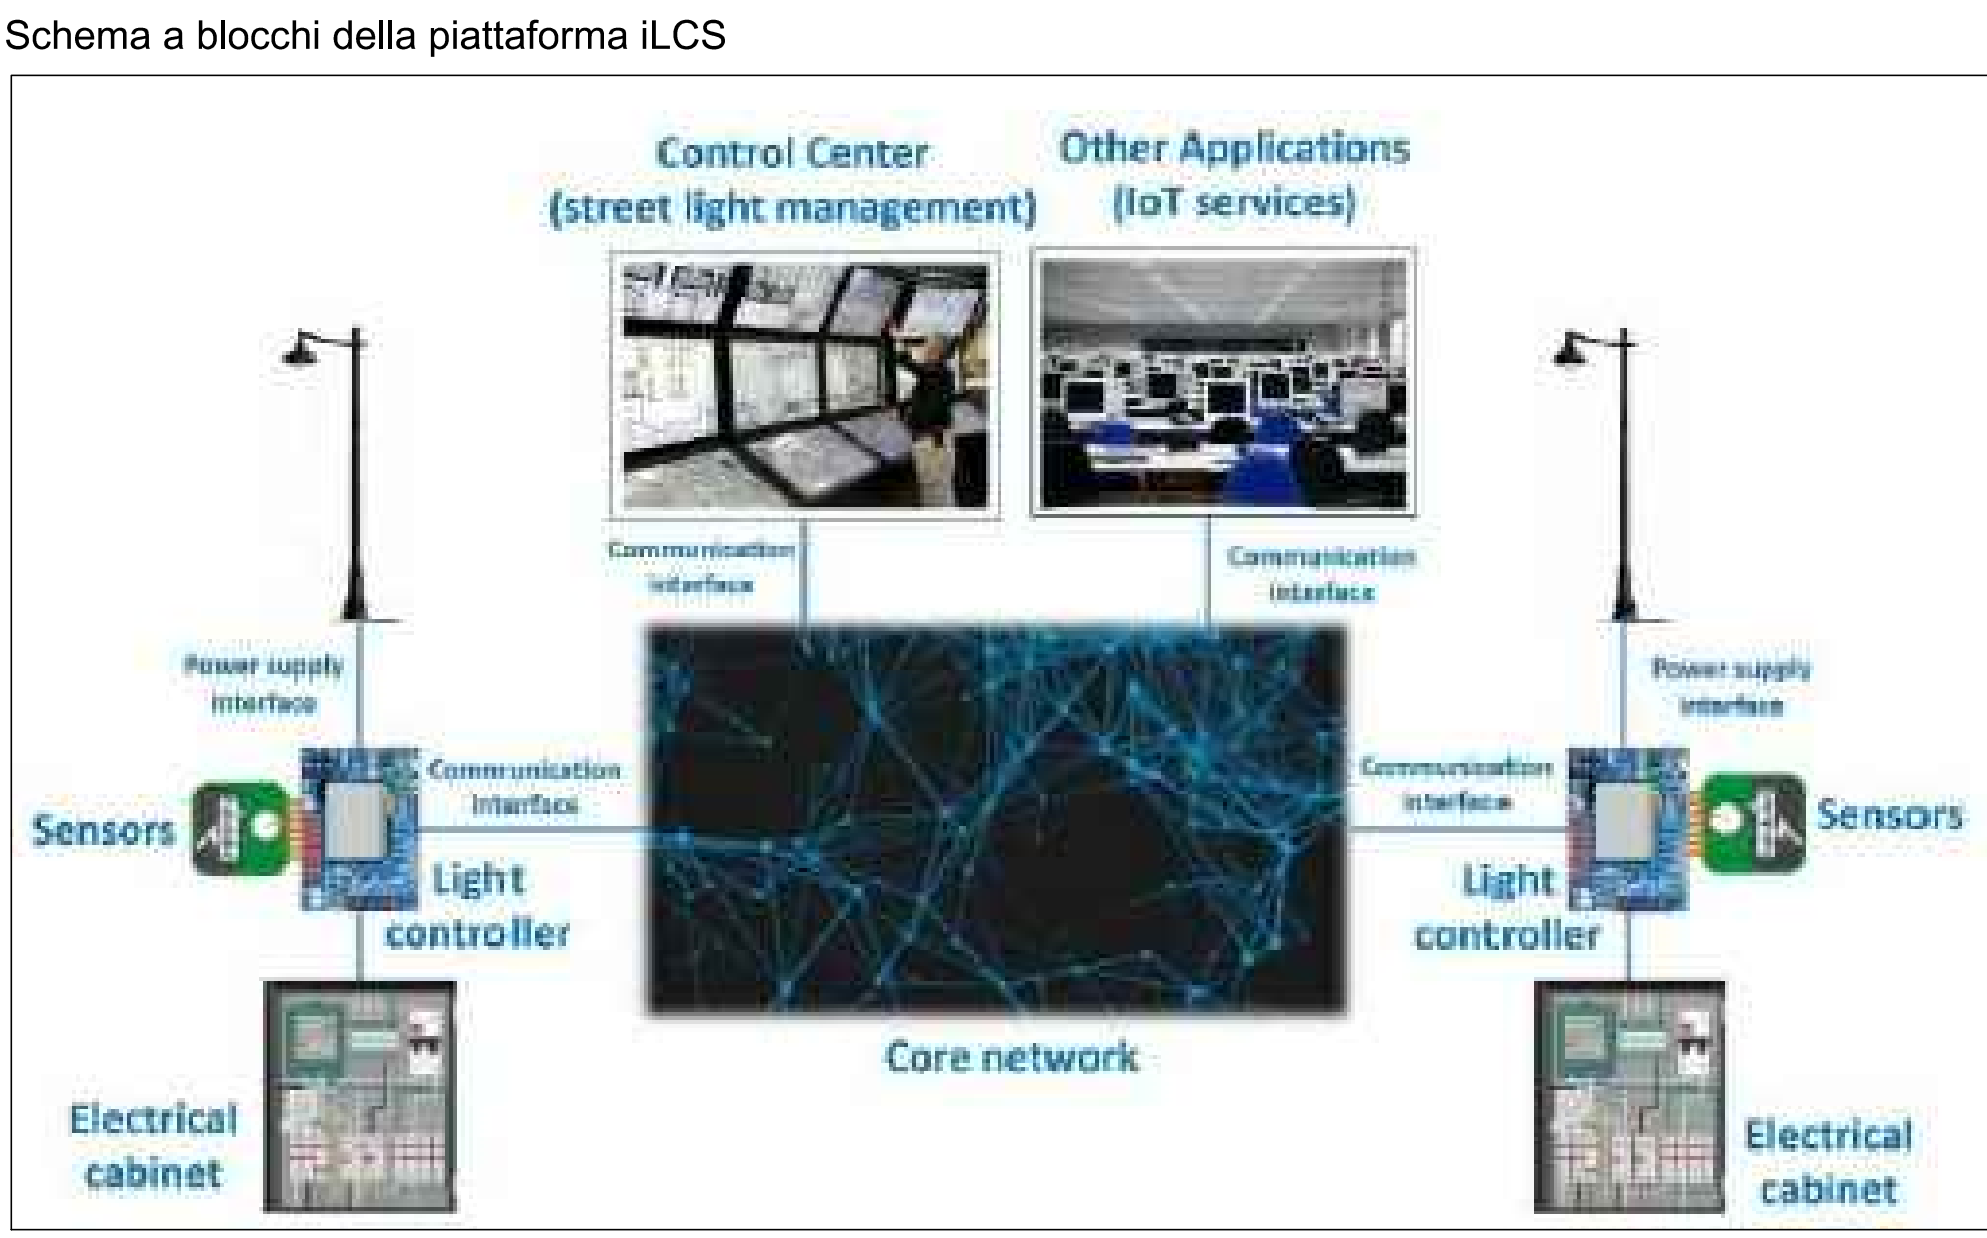 Schema a blocchi della piattaforma iLCS
Control Center
(street light management)
Other Applications
(IoT services)
Communication
interface
Communication
interface
Power supply
interface
Power supply
interface
Communication
interface
Communication
interface
Sensors
Sensors
Light
controller
Light
controller
Core network
Electrical
cabinet
Electrical
cabinet